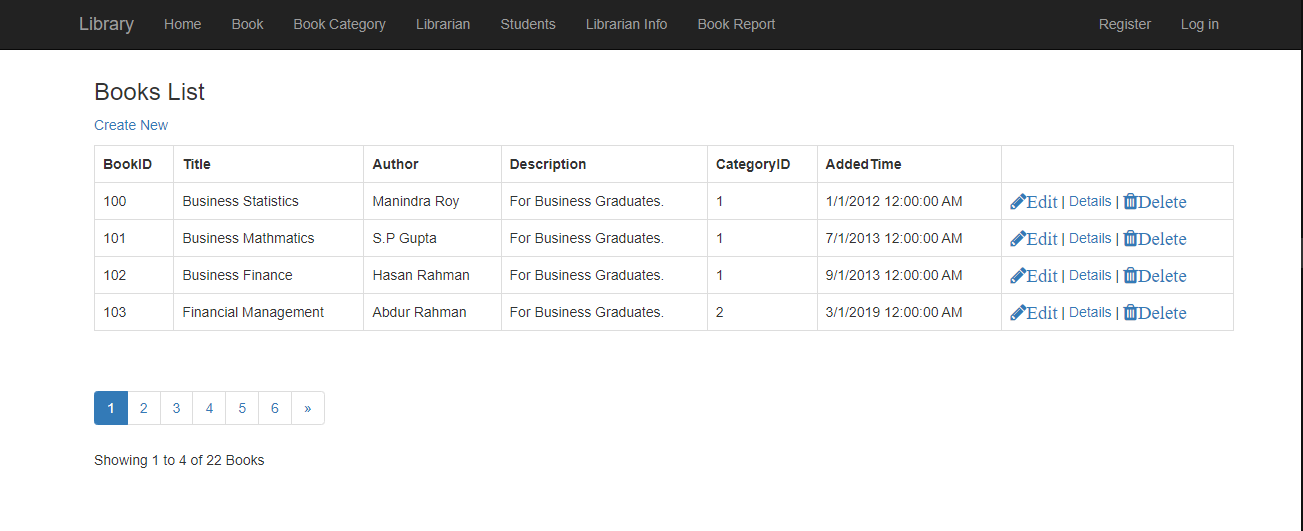 Library Home Book Book Category Librarian Students Librarian Info Book Report Register Log in
Books List
Create New
BookID Title Author Description CategoryID AddedTime
100 Business Statistics Manindra Roy For Business Graduates. 1 1/1/2012 12:00:00 AM Edit | Details | Delete
101 Business Mathmatics S.P Gupta For Business Graduates. 1 7/1/2013 12:00:00 AM Edit | Details | Delete
102 Business Finance Hasan Rahman For Business Graduates. 1 9/1/2013 12:00:00 AM Edit | Details | Delete
103 Financial Management Abdur Rahman For Business Graduates. 2 3/1/2019 12:00:00 AM Edit | Details | Delete
1 2 3 4 5 6 »
Showing 1 to 4 of 22 Books